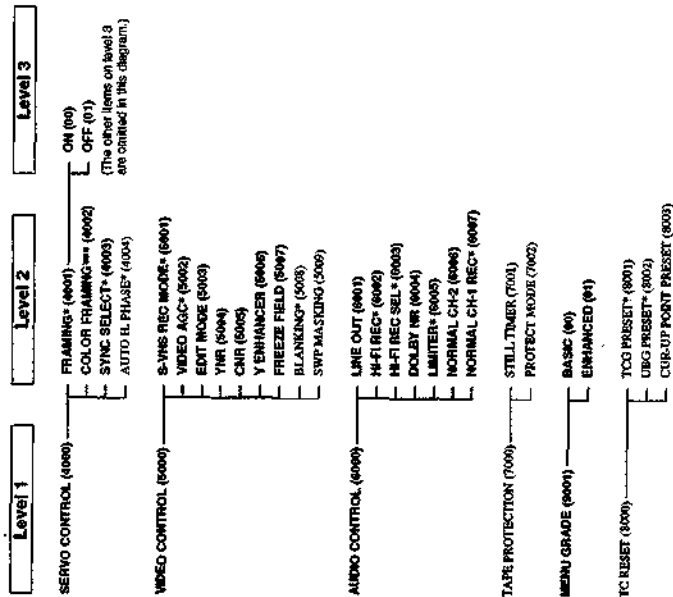 Level 1
Level 2
Level 3
SERVO CONTROL (4000)
FRAMING* (4001)
ON (00)
COLOR FRAMING** (4002)
OFF (01)
SYNC SELECT* (4003)
(The other items on level 3
are omitted in this diagram.)
AUTO H. PHASE* (4004)
VIDEO CONTROL (5000)
S-VHS REC MODE* (5001)
VIDEO AGC* (5002)
EDIT MODE (5003)
YNR (5004)
CNR (5005)
Y ENHANCER (5006)
FREEZE FIELD (5007)
BLANKING* (5008)
SWP MASKING (5009)
AUDIO CONTROL (6000)
LINE OUT (6001)
HI-FI REC* (6002)
HI-FI REC SEL* (6003)
DOLBY NR (6004)
LIMITER* (6005)
NORMAL CH-2 (6006)
NORMAL CH-1 REC* (6007)
TAPE PROTECTION (7000)
STILL TIMER (7001)
PROTECT MODE (7002)
MENU GRADE (9001)
BASIC (00)
ENHANCED (01)
TC RESET (8000)
TCG PRESET* (8001)
UBG PRESET* (8002)
CUR-UP POINT PRESET (8003)